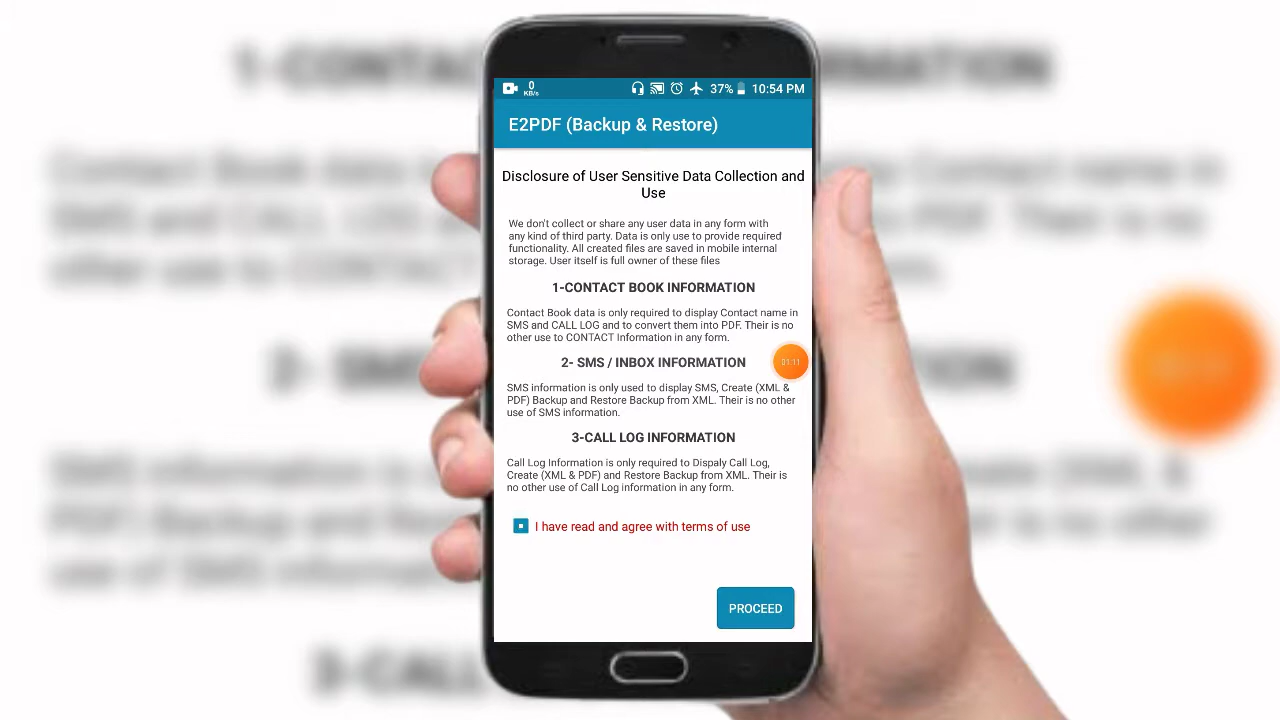 0
KB/s
37%
10:54 PM
E2PDF (Backup & Restore)
Disclosure of User Sensitive Data Collection and
Use
We don't collect or share any user data in any form with
any kind of third party. Data is only use to provide required
functionality. All created files are saved in mobile internal
storage. User itself is full owner of these files
1-CONTACT BOOK INFORMATION
Contact Book data is only required to display Contact name in
SMS and CALL LOG and to convert them into PDF. Their is no
other use to CONTACT Information in any form.
2- SMS / INBOX INFORMATION
01:11
SMS information is only used to display SMS, Create (XML &
PDF) Backup and Restore Backup from XML. Their is no other
use of SMS information.
3-CALL LOG INFORMATION
Call Log Information is only required to Dispaly Call Log,
Create (XML & PDF) and Restore Backup from XML. Their is
no other use of Call Log information in any form.
I have read and agree with terms of use
PROCEED